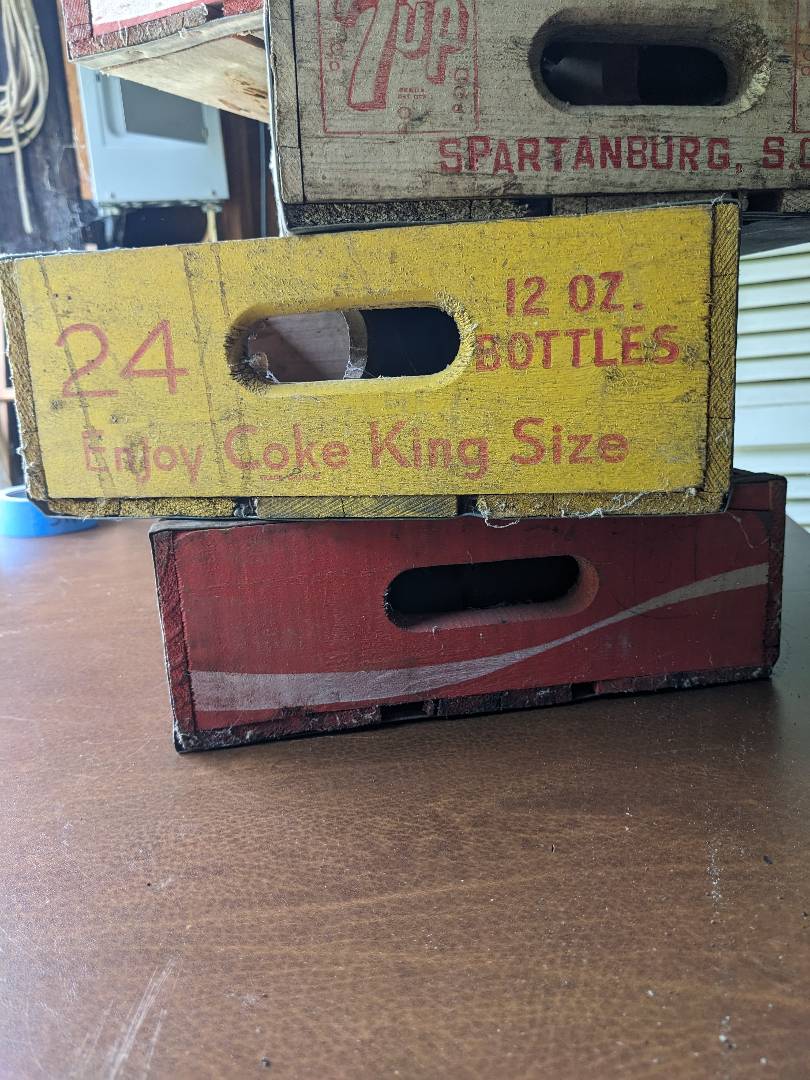 7up
SPARTANBURG, S.C
24
12 OZ.
BOTTLES
Enjoy Coke King Size